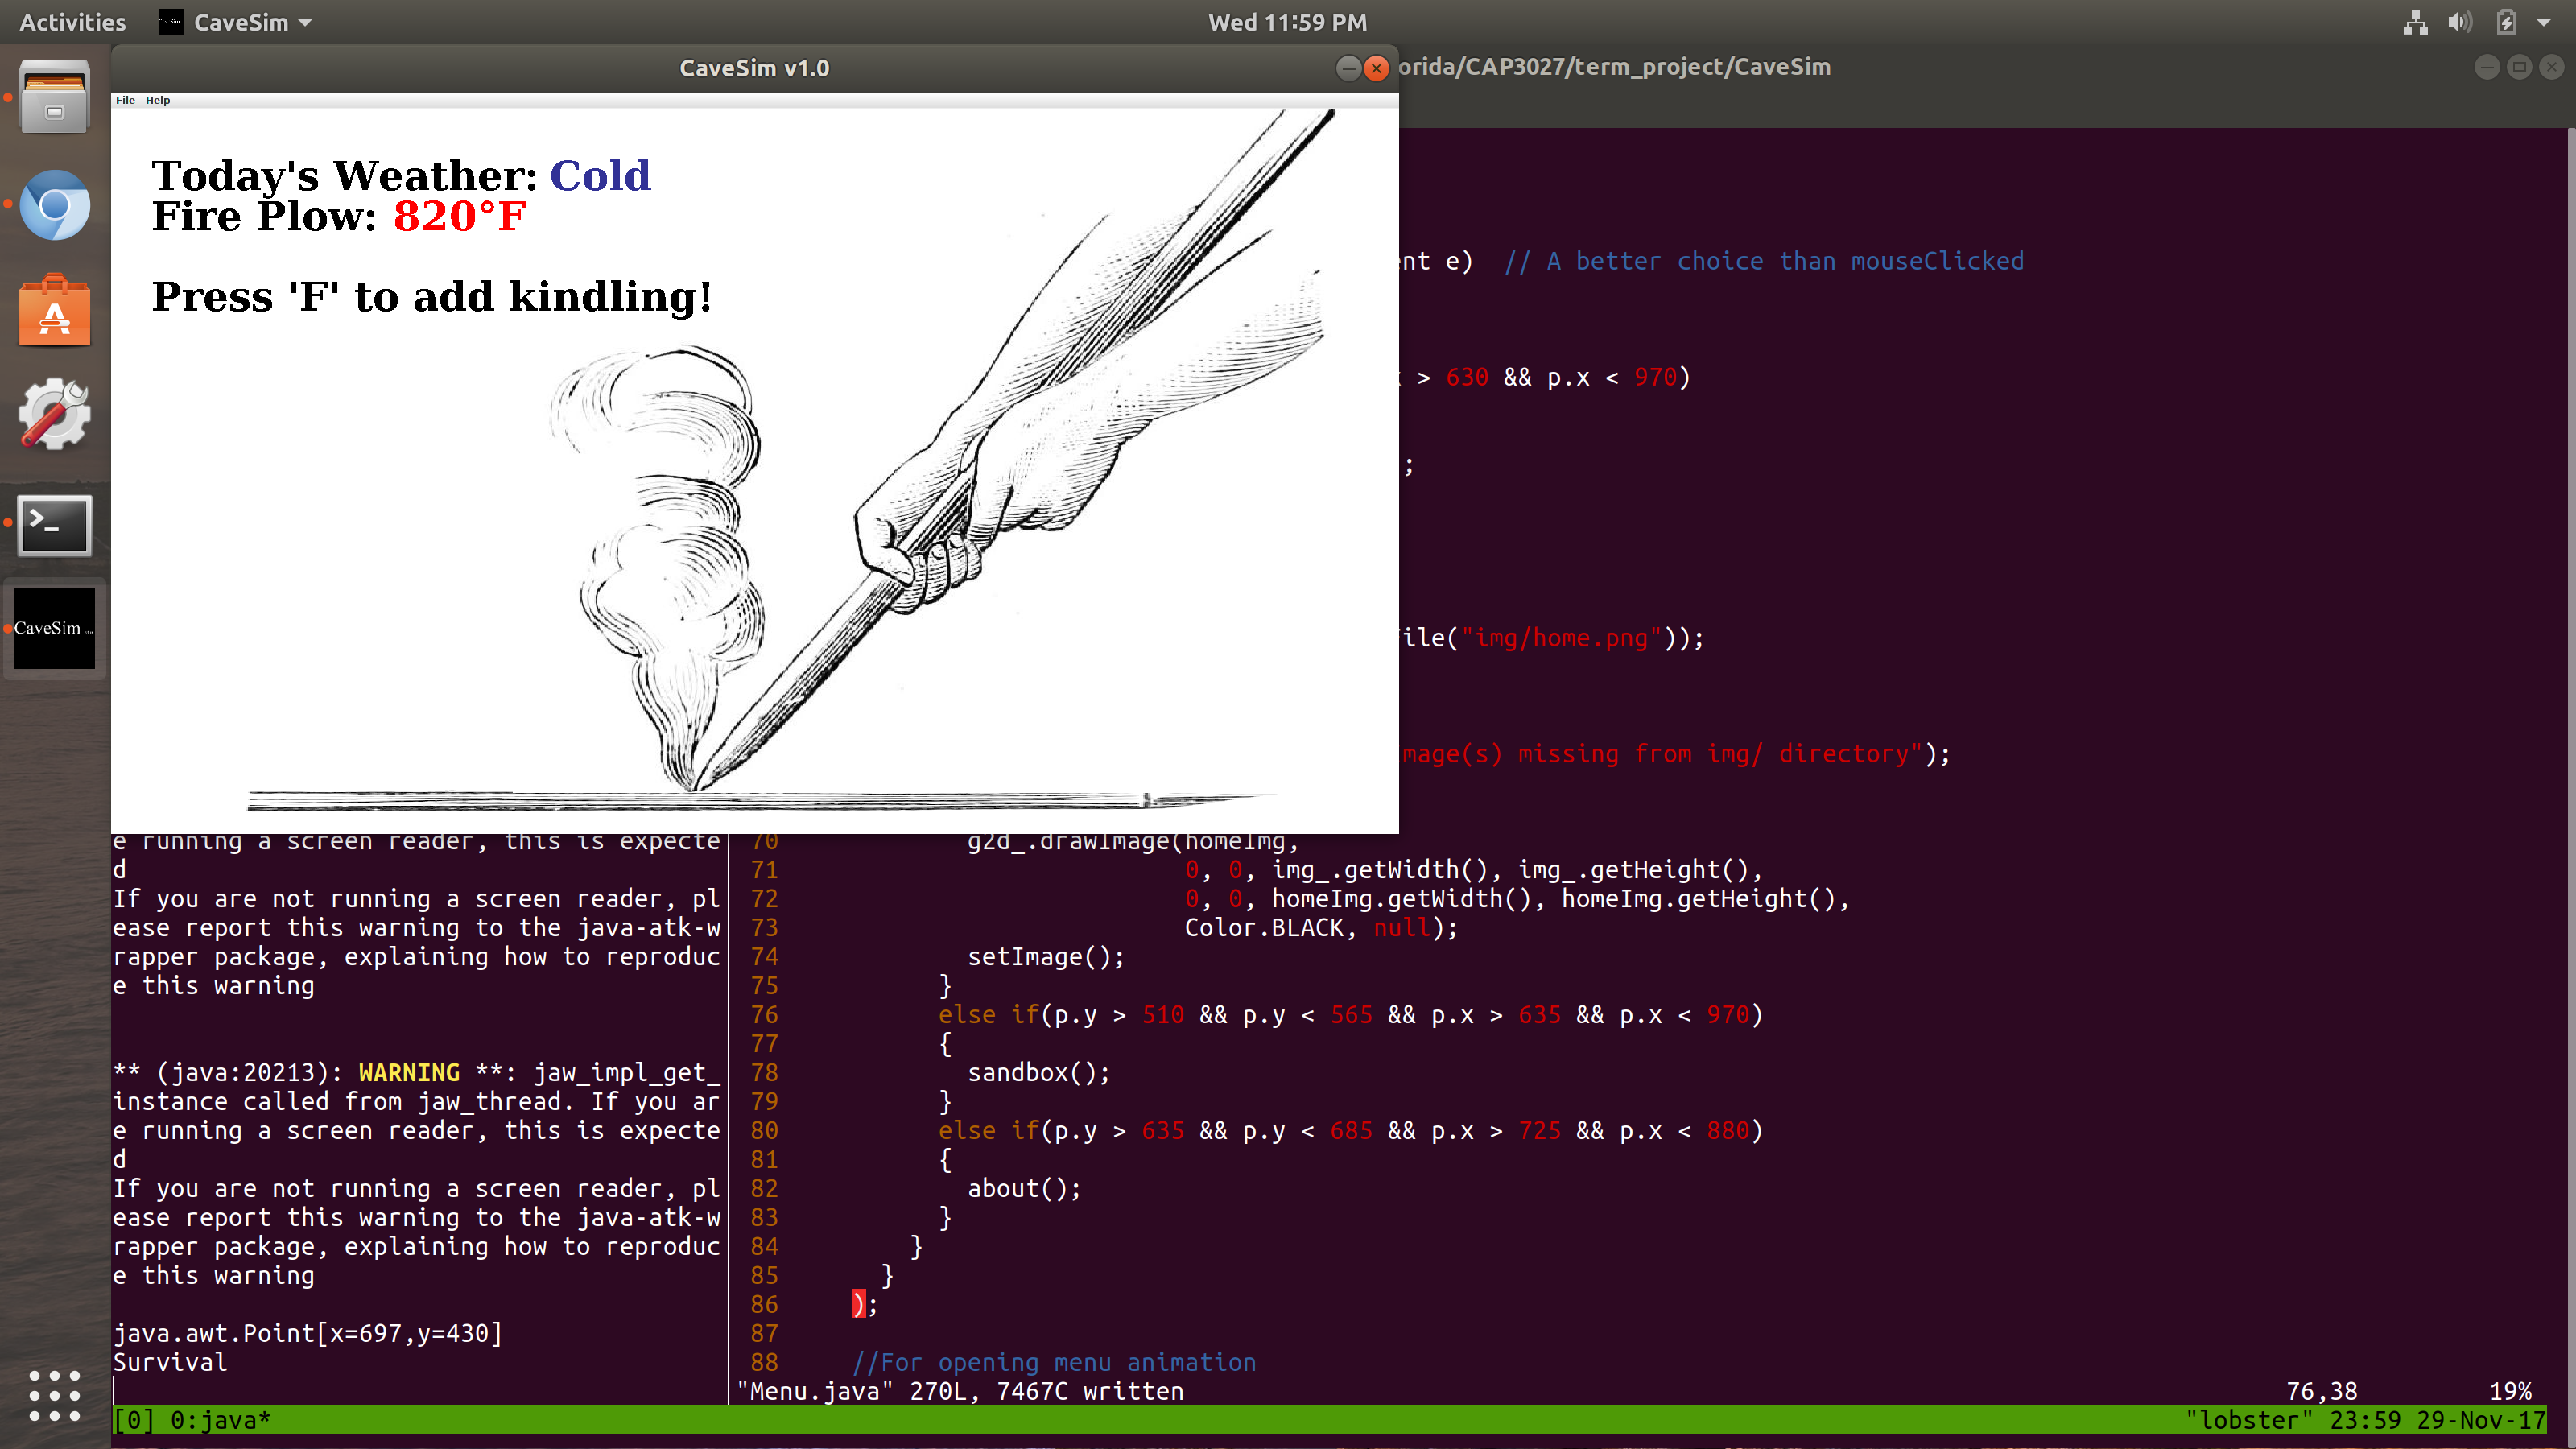 Activities
CaveSim
Wed 11:59 PM
CaveSim v1.0
orida/CAP3027/term_project/CaveSim
File Help
Today's Weather: Cold
Fire Plow: 820°F
Press 'F' to add kindling!
CaveSim
nt e)  // A better choice than mouseClicked
> 630 && p.x < 970)
;
ile("img/home.png"));
mage(s) missing from img/ directory");
e running a screen reader, this is expecte
d
If you are not running a screen reader, pl
ease report this warning to the java-atk-w
rapper package, explaining how to reproduc
e this warning
** (java:20213): WARNING **: jaw_impl_get_
instance called from jaw_thread. If you ar
e running a screen reader, this is expecte
d
If you are not running a screen reader, pl
ease report this warning to the java-atk-w
rapper package, explaining how to reproduc
e this warning
java.awt.Point[x=697,y=430]
Survival
70 g2d_.drawImage(homeImg,
71 0, 0, img_.getWidth(), img_.getHeight(),
72 0, 0, homeImg.getWidth(), homeImg.getHeight(),
73 Color.BLACK, null);
74 setImage();
75 }
76 else if(p.y > 510 && p.y < 565 && p.x > 635 && p.x < 970)
77 {
78 sandbox();
79 }
80 else if(p.y > 635 && p.y < 685 && p.x > 725 && p.x < 880)
81 {
82 about();
83 }
84 }
85 }
86 );
87
88 //For opening menu animation
"Menu.java" 270L, 7467C written 76,38 19%
[0] 0:java* "lobster" 23:59 29-Nov-17